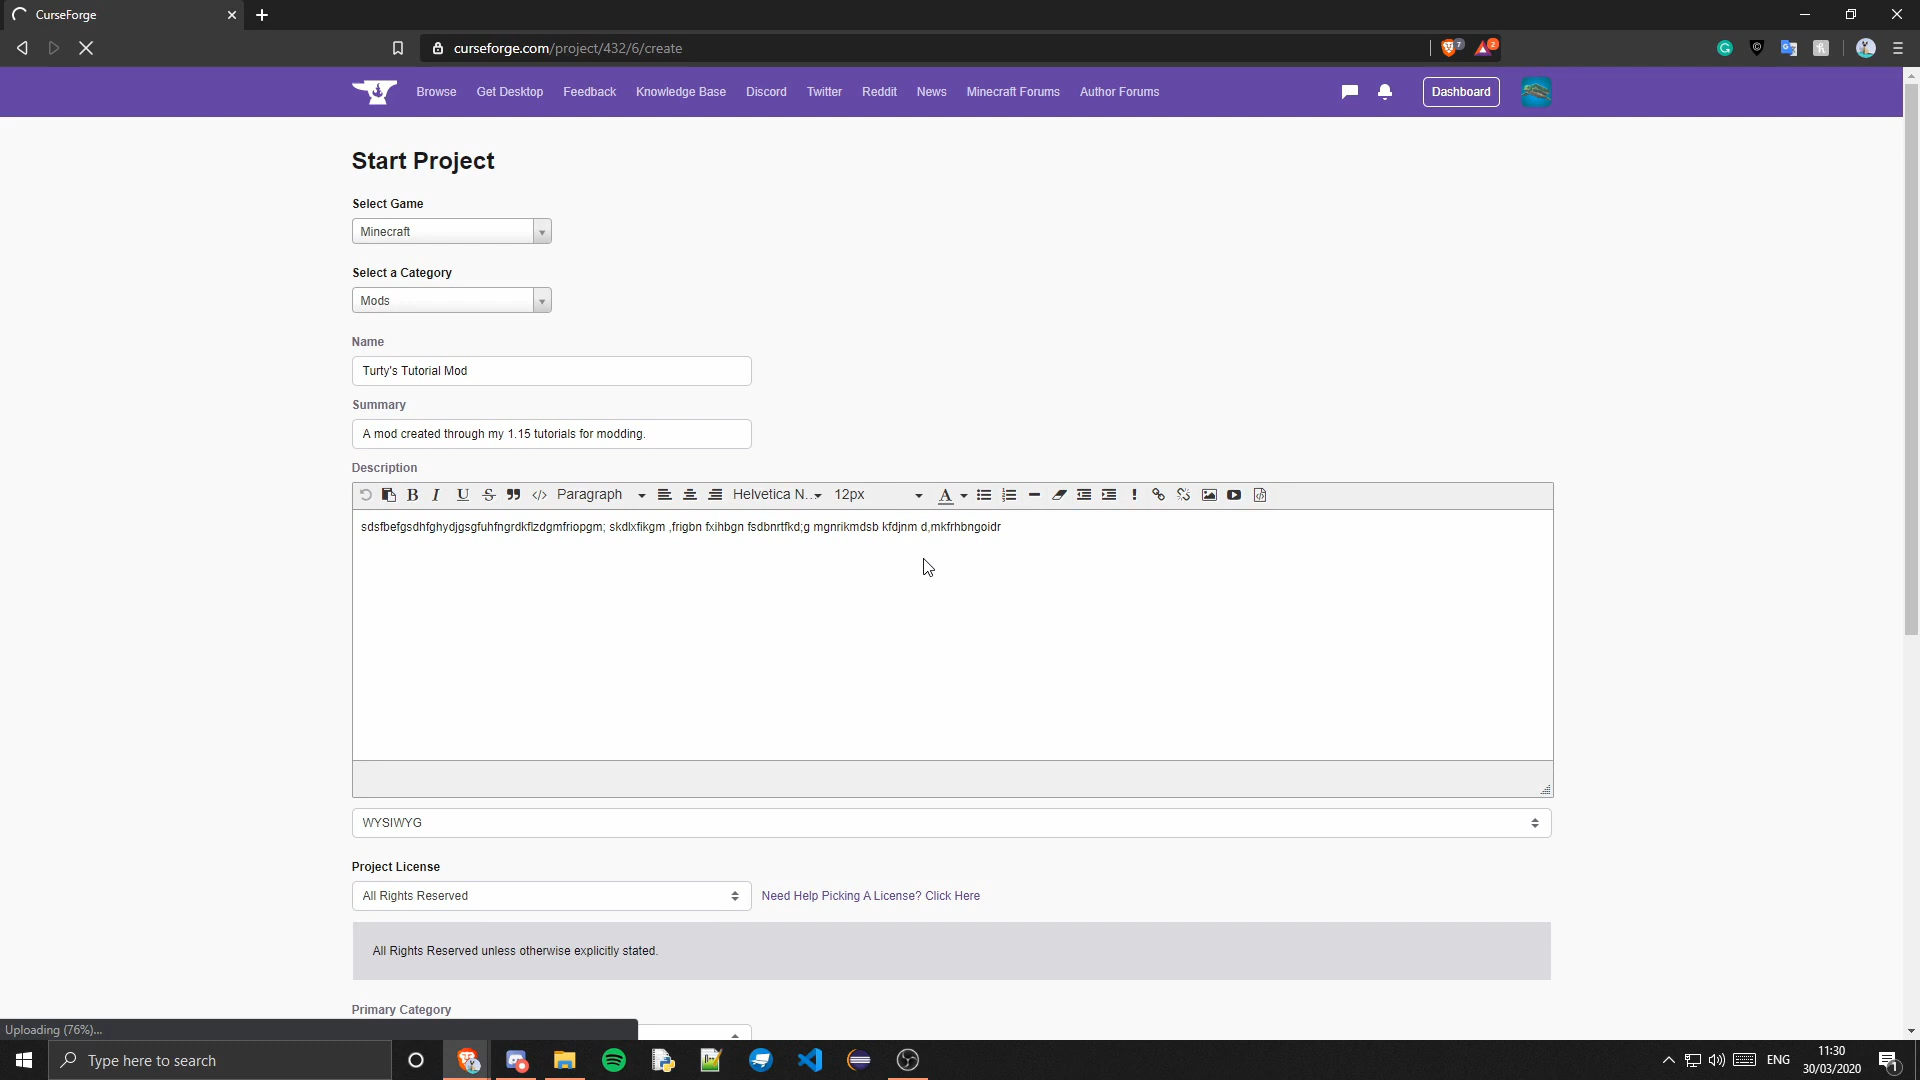 CurseForge
curseforge.com/project/432/6/create
7
2
Browse Get Desktop Feedback Knowledge Base Discord Twitter Reddit News Minecraft Forums Author Forums Dashboard
Start Project
Select Game
Minecraft
Select a Category
Mods
Name
Turty's Tutorial Mod
Summary
A mod created through my 1.15 tutorials for modding.
Description
Paragraph Helvetica N... 12px
sdsfbefgsdhfghydjgsgfuhfngrdkflzdgmfriopgm; skdlxfikgm ,frigbn fxihbgn fsdbnrtfkd;g mgnrikmdsb kfdjnm d,mkfrhbngoidr
WYSIWYG
Project License
All Rights Reserved Need Help Picking A License? Click Here
All Rights Reserved unless otherwise explicitly stated.
Primary Category
Uploading (76%)...
Type here to search
ENG
11:30
30/03/2020
1